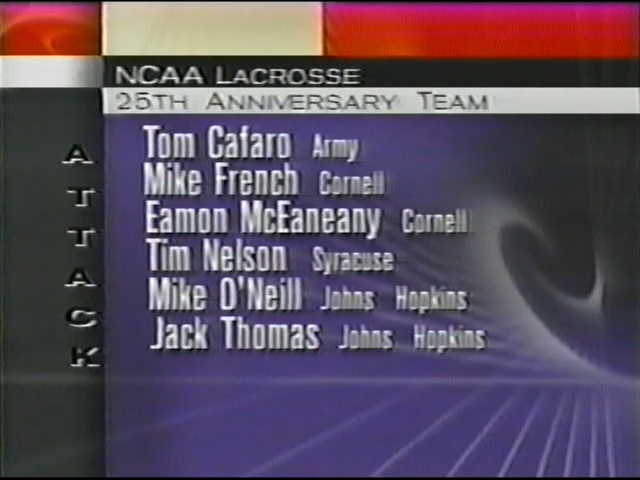 NCAA LACROSSE
25TH ANNIVERSARY TEAM
ATTACK
Tom Cafaro Army
Mike French Cornell
Eamon McEaneany Cornell
Tim Nelson Syracuse
Mike O'Neill Johns Hopkins
Jack Thomas Johns Hopkins